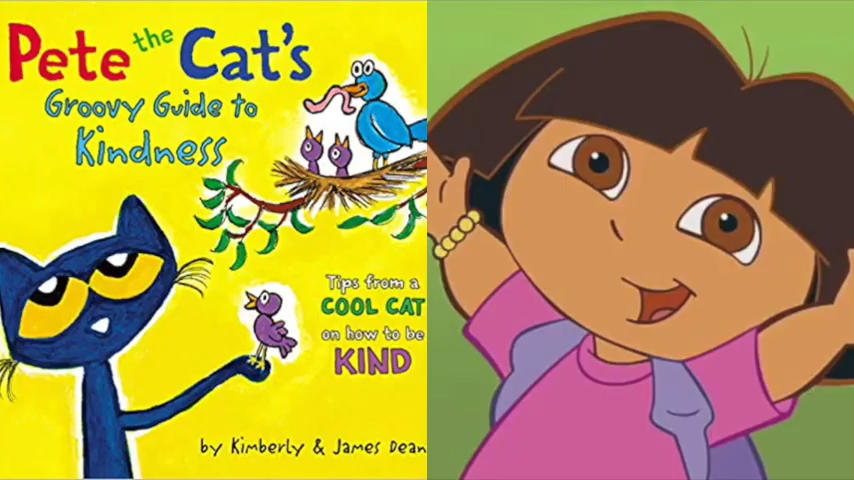 Pete the Cat's
Groovy Guide to
Kindness
Tips from a
COOL CAT
on how to be
KIND
by Kimberly & James Dean